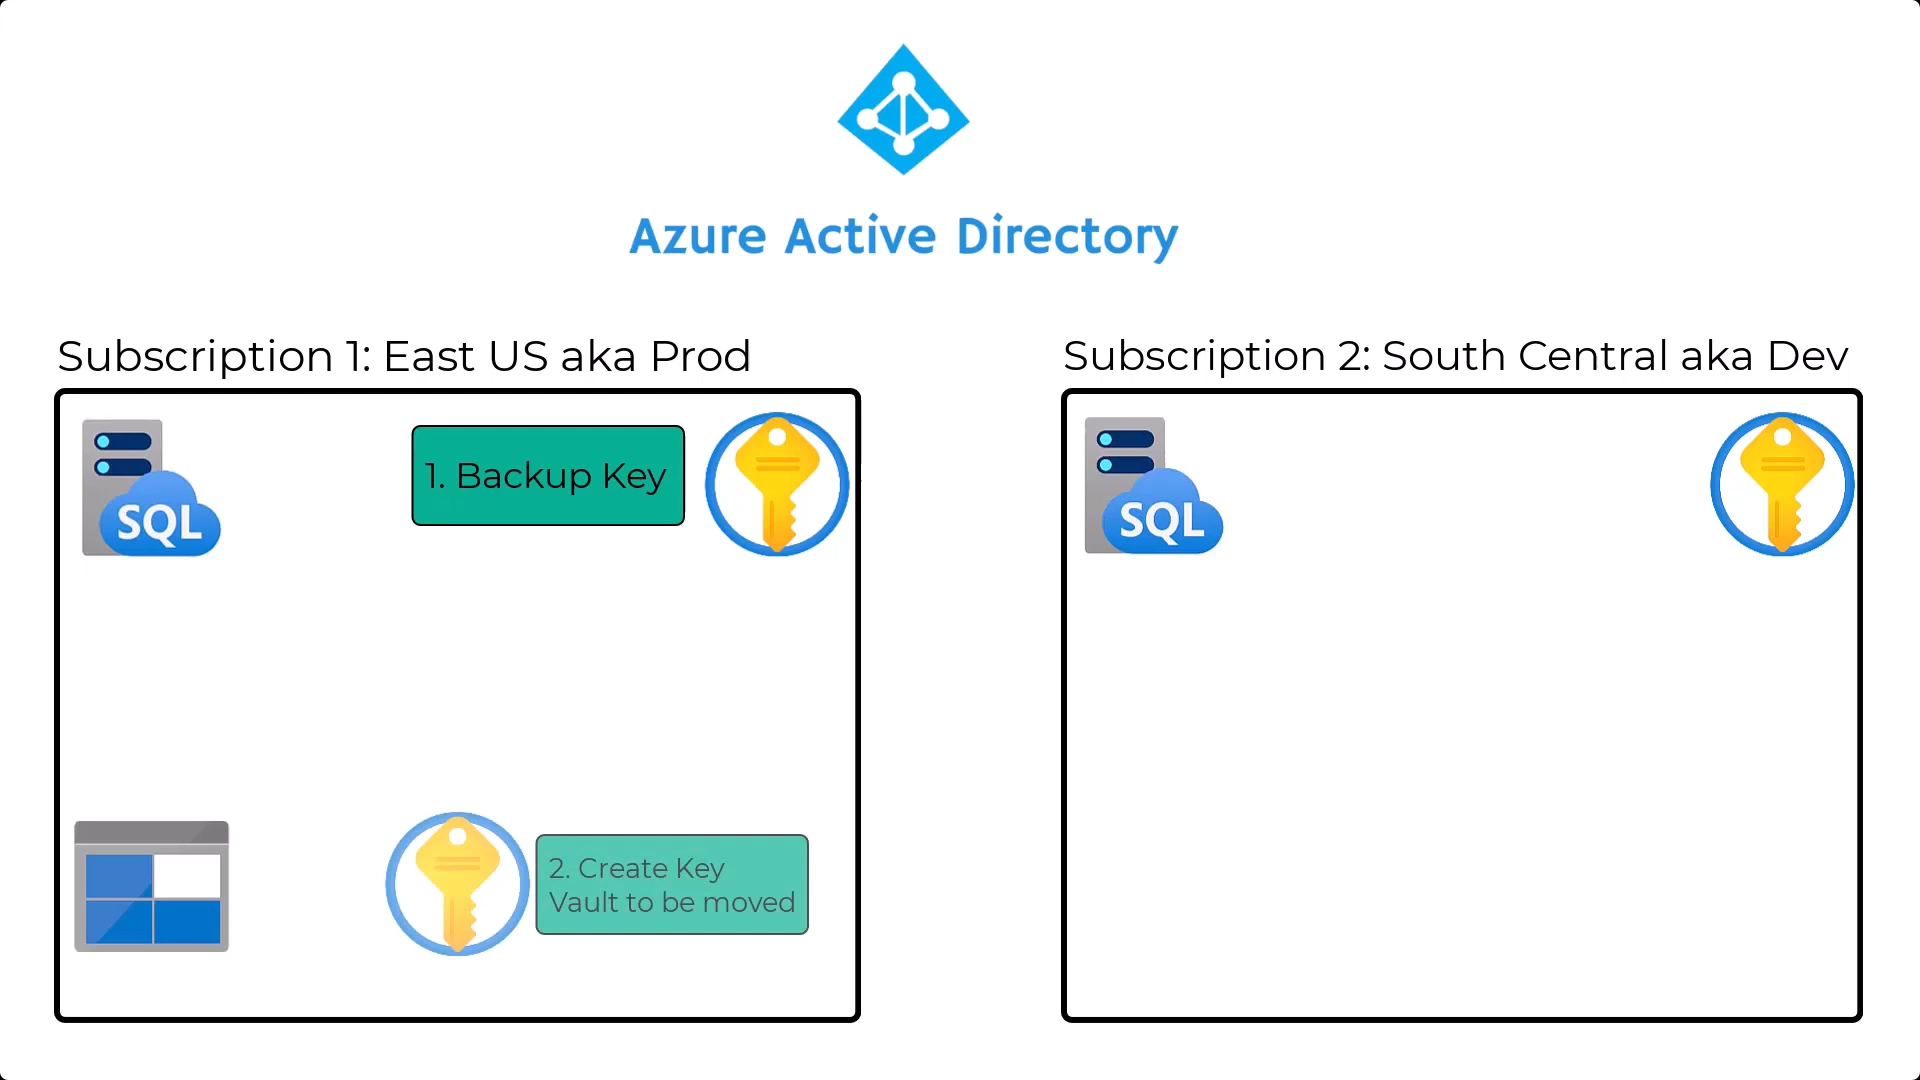 Azure Active Directory
Subscription 1: East US aka Prod
Subscription 2: South Central aka Dev
SQL
1. Backup Key
SQL
2. Create Key
Vault to be moved